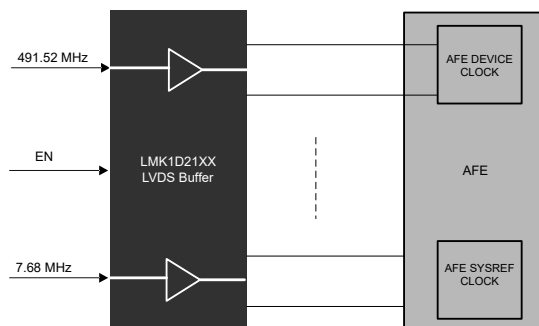 491.52 MHz
EN
7.68 MHz
LMK1D21XX
LVDS Buffer
AFE DEVICE
CLOCK
AFE
AFE SYSREF
CLOCK